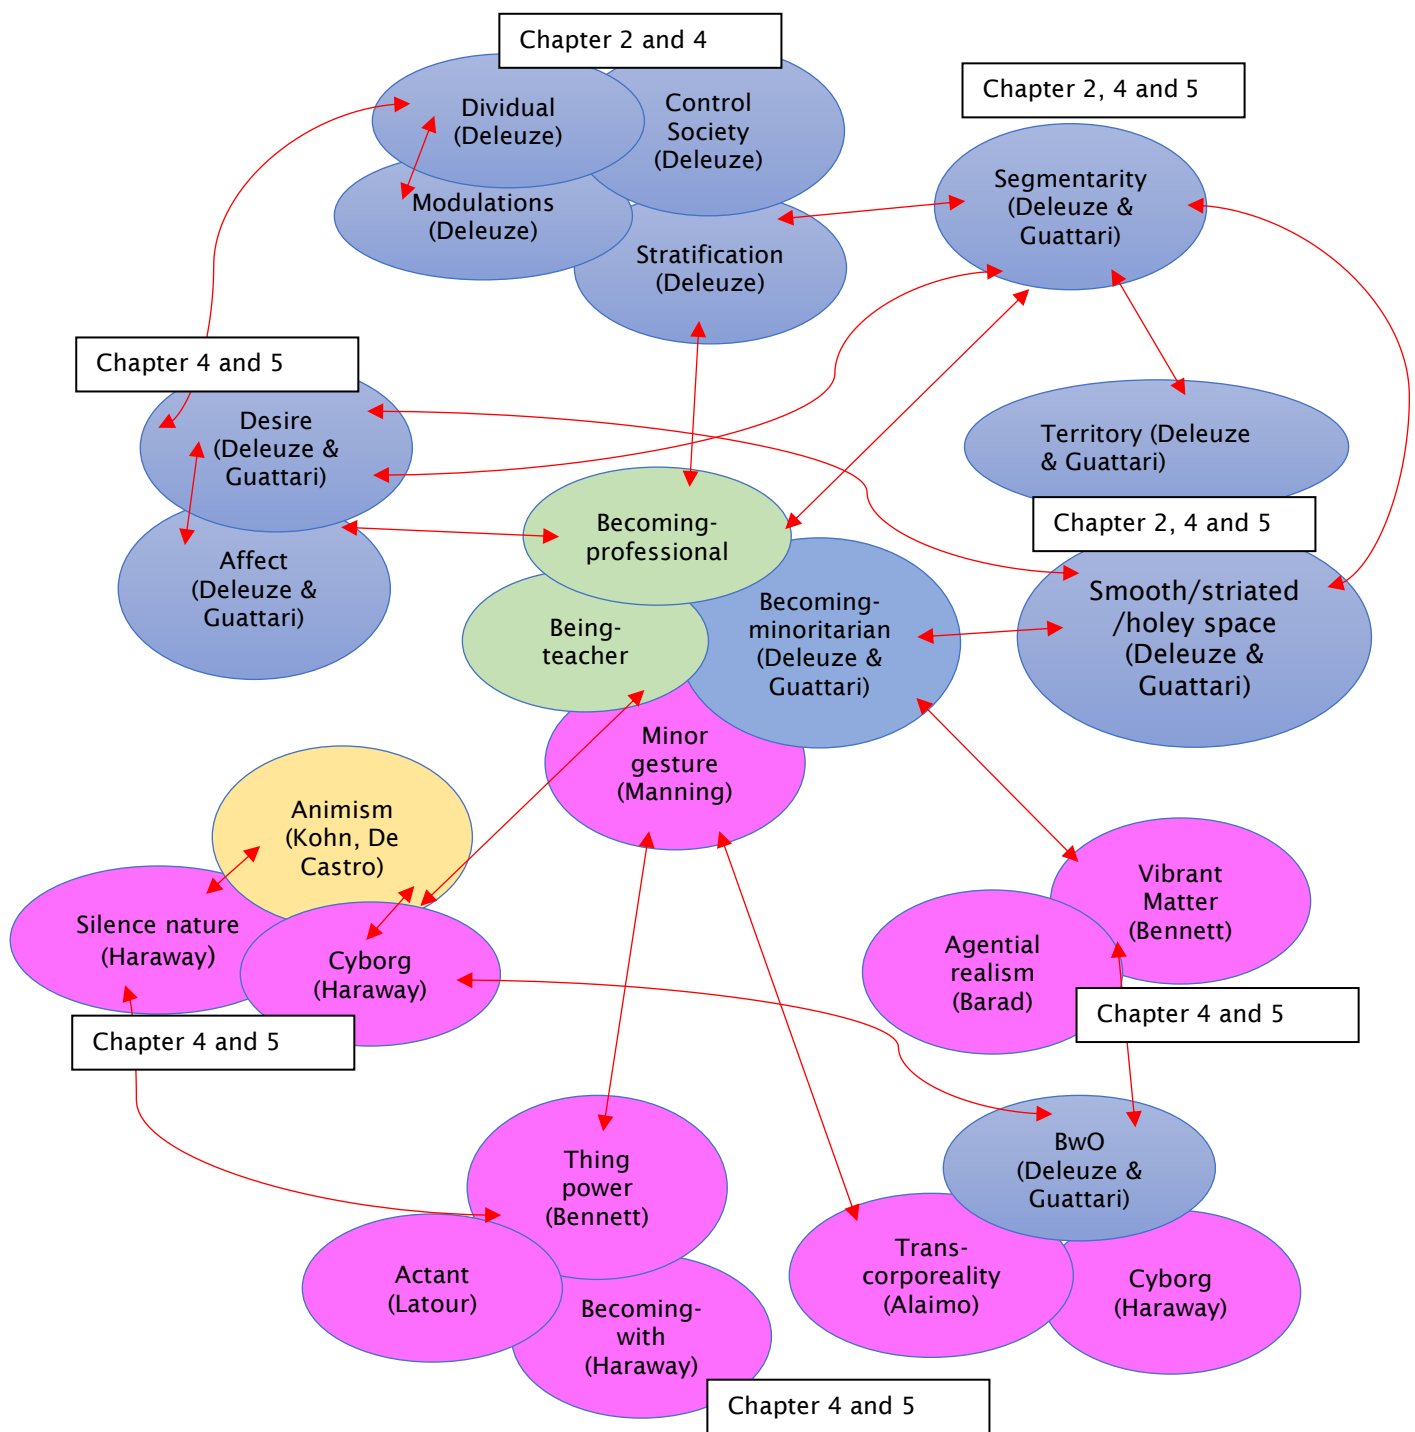 Chapter 2 and 4
Dividual
(Deleuze)
Control
Society
(Deleuze)
Modulations
(Deleuze)
Stratification
(Deleuze)
Chapter 2, 4 and 5
Segmentarity
(Deleuze &
Guattari)
Chapter 4 and 5
Desire
(Deleuze &
Guattari)
Affect
(Deleuze &
Guattari)
Territory (Deleuze
& Guattari)
Chapter 2, 4 and 5
Smooth/striated
/holey space
(Deleuze &
Guattari)
Becoming-
professional
Being-
teacher
Becoming-
minoritarian
(Deleuze &
Guattari)
Minor
gesture
(Manning)
Animism
(Kohn, De
Castro)
Silence nature
(Haraway)
Cyborg
(Haraway)
Chapter 4 and 5
Vibrant
Matter
(Bennett)
Agential
realism
(Barad)
Chapter 4 and 5
Thing
power
(Bennett)
Actant
(Latour)
Becoming-
with
(Haraway)
Chapter 4 and 5
BwO
(Deleuze &
Guattari)
Trans-
corporeality
(Alaimo)
Cyborg
(Haraway)